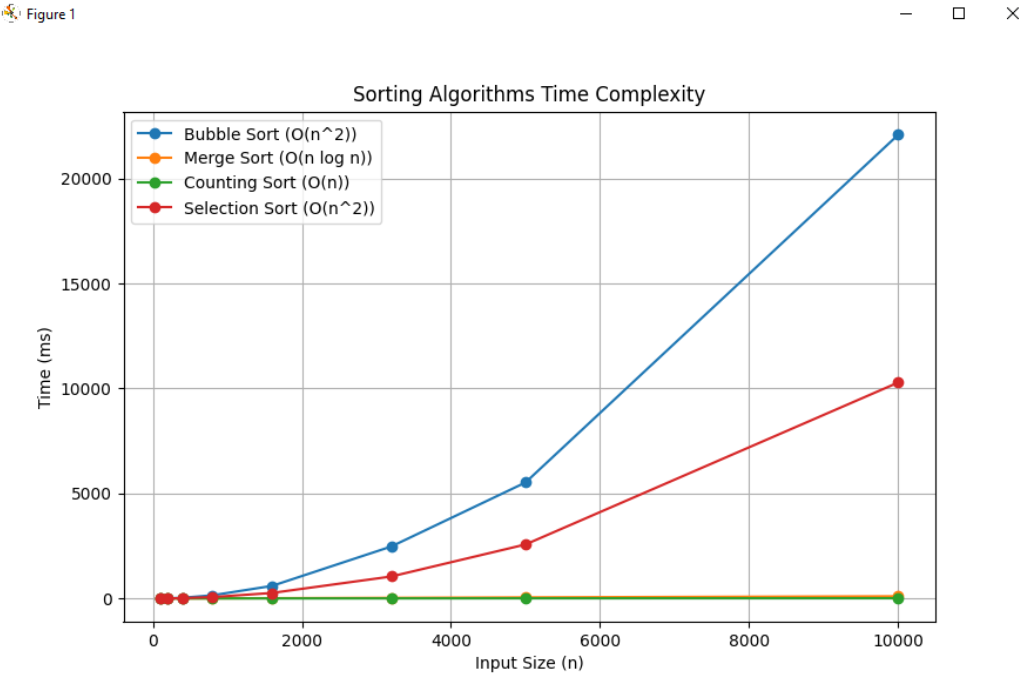 Figure 1
Sorting Algorithms Time Complexity
Bubble Sort (O(n^2))
Merge Sort (O(n log n))
Counting Sort (O(n))
Selection Sort (O(n^2))
20000
15000
10000
5000
0
Time (ms)
0 2000 4000 6000 8000 10000
Input Size (n)